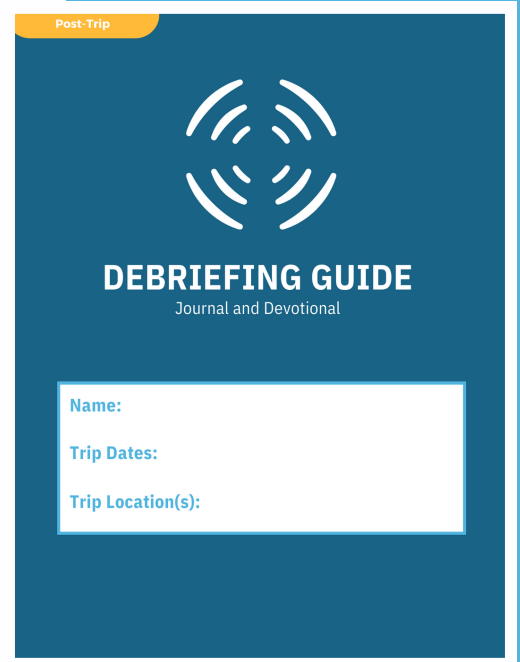 Post-Trip
DEBRIEFING GUIDE
Journal and Devotional
Name:
Trip Dates:
Trip Location(s):